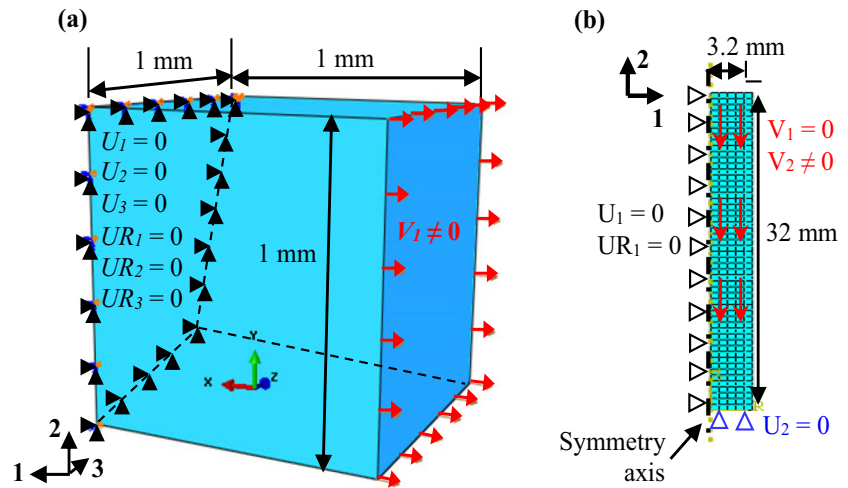 (a)
1 mm
1 mm
U1 = 0
U2 = 0
U3 = 0
UR1 = 0
UR2 = 0
UR3 = 0
1 mm
V1 ≠ 0
Y
X
Z
2
3
1
1 mm
(b)
3.2 mm
2
1
V1 = 0
V2 ≠ 0
U1 = 0
UR1 = 0
32 mm
U2 = 0
Symmetry
axis